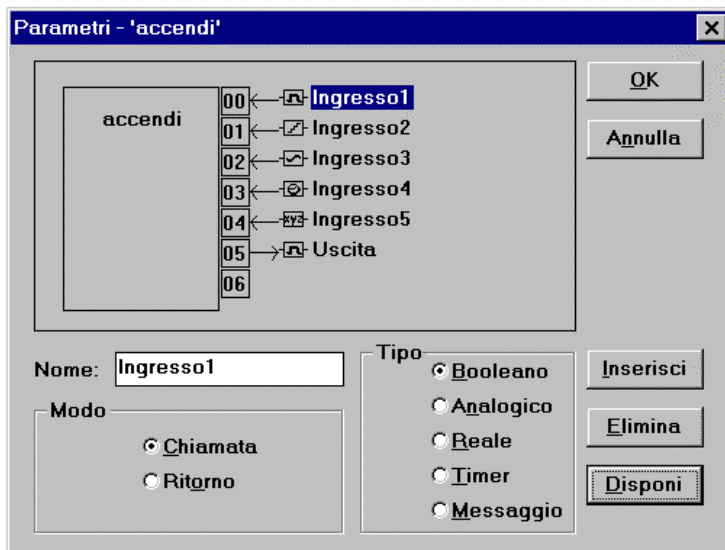 Parametri - 'accendi'
accendi
00 Ingresso1
01 Ingresso2
02 Ingresso3
03 Ingresso4
04 xyz Ingresso5
05 Uscita
06
OK
Annulla
Nome: Ingresso1
Modo
Chiamata
Ritorno
Tipo
Booleano
Analogico
Reale
Timer
Messaggio
Inserisci
Elimina
Disponi